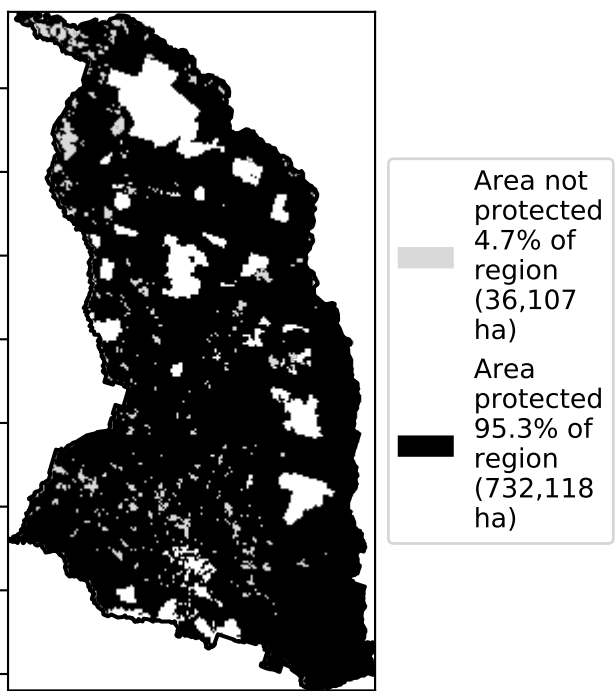 Area not
protected
4.7% of
region
(36,107
ha)
Area
protected
95.3% of
region
(732,118
ha)